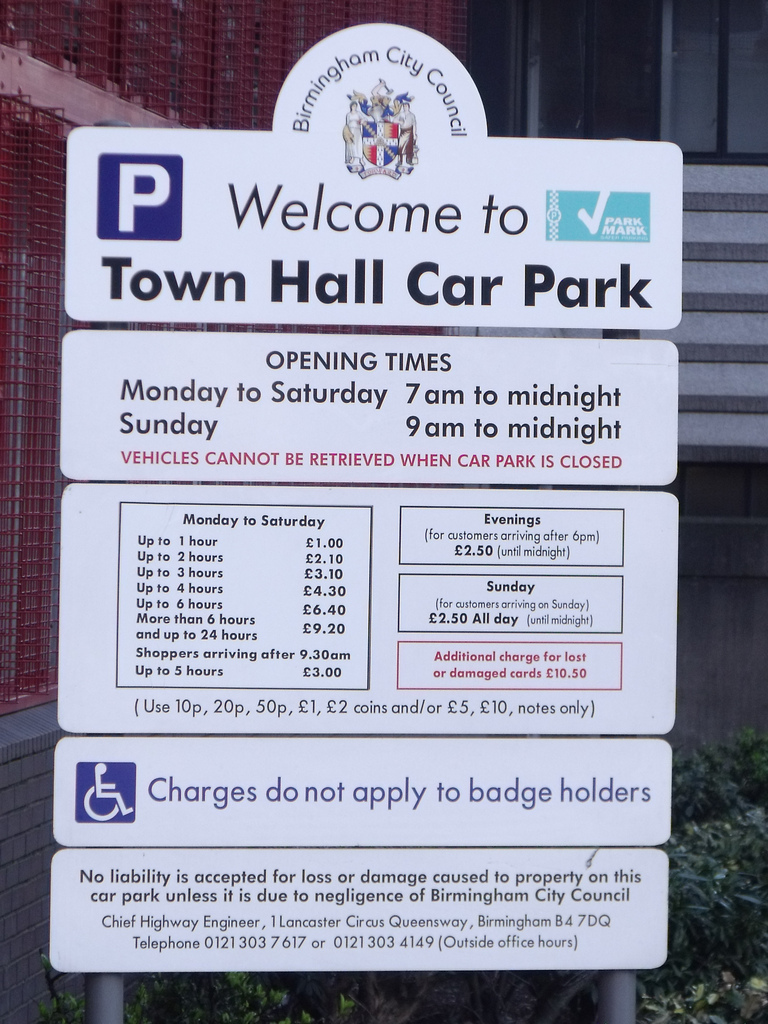 Birmingham City Council
P Welcome to PARK MARK
Town Hall Car Park
OPENING TIMES
Monday to Saturday 7am to midnight
Sunday 9am to midnight
VEHICLES CANNOT BE RETRIEVED WHEN CAR PARK IS CLOSED
Monday to Saturday
Up to 1 hour £1.00
Up to 2 hours £2.10
Up to 3 hours £3.10
Up to 4 hours £4.30
Up to 6 hours £6.40
More than 6 hours
and up to 24 hours £9.20
Shoppers arriving after 9.30am
Up to 5 hours £3.00
Evenings
(for customers arriving after 6pm)
£2.50 (until midnight)
Sunday
(for customers arriving on Sunday)
£2.50 All day (until midnight)
Additional charge for lost
or damaged cards £10.50
(Use 10p, 20p, 50p, £1, £2 coins and/or £5, £10, notes only)
Charges do not apply to badge holders
No liability is accepted for loss or damage caused to property on this
car park unless it is due to negligence of Birmingham City Council
Chief Highway Engineer, 1 Lancaster Circus Queensway, Birmingham B4 7DQ
Telephone 0121 303 7617 or 0121 303 4149 (Outside office hours)